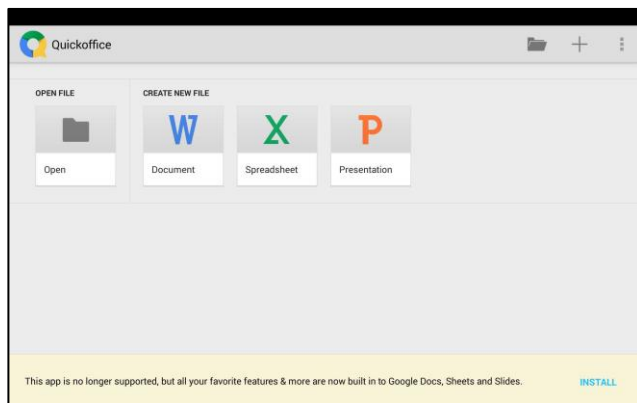 Quickoffice
OPEN FILE
CREATE NEW FILE
W
X
P
Open
Document
Spreadsheet
Presentation
This app is no longer supported, but all your favorite features & more are now built in to Google Docs, Sheets and Slides.
INSTALL